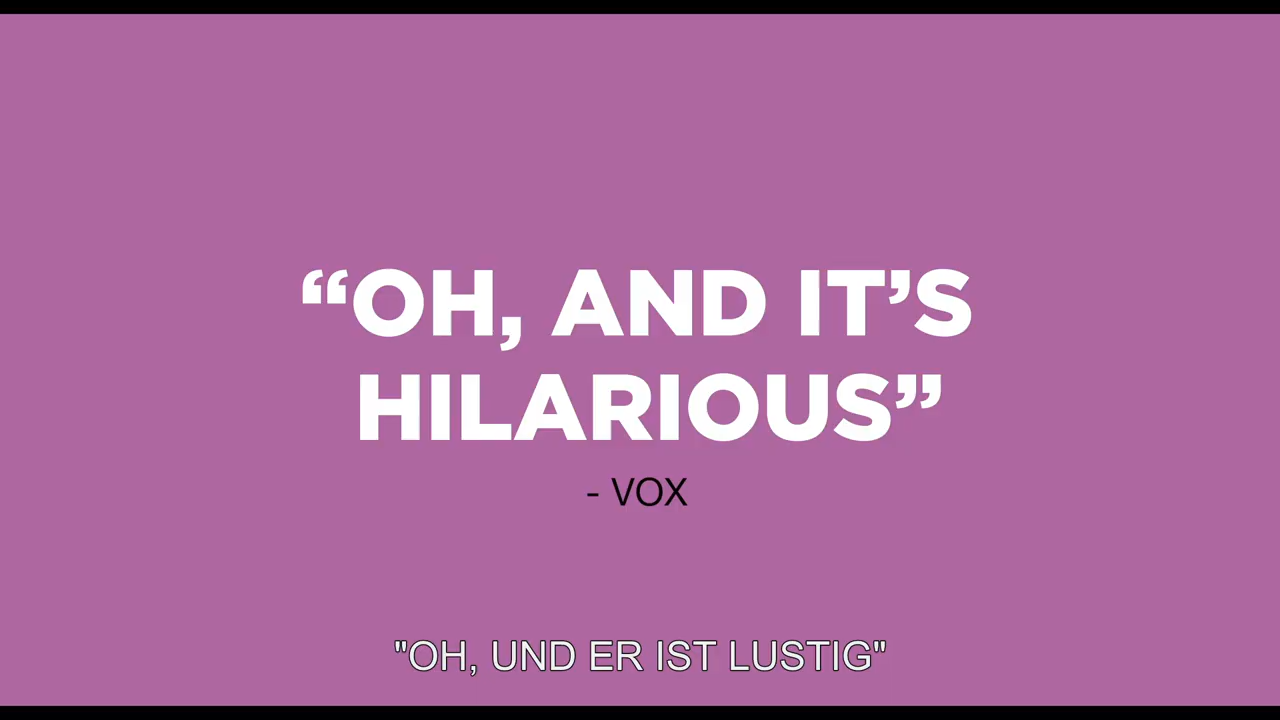 “OH, AND IT’S
HILARIOUS”
- VOX
"OH, UND ER IST LUSTIG"